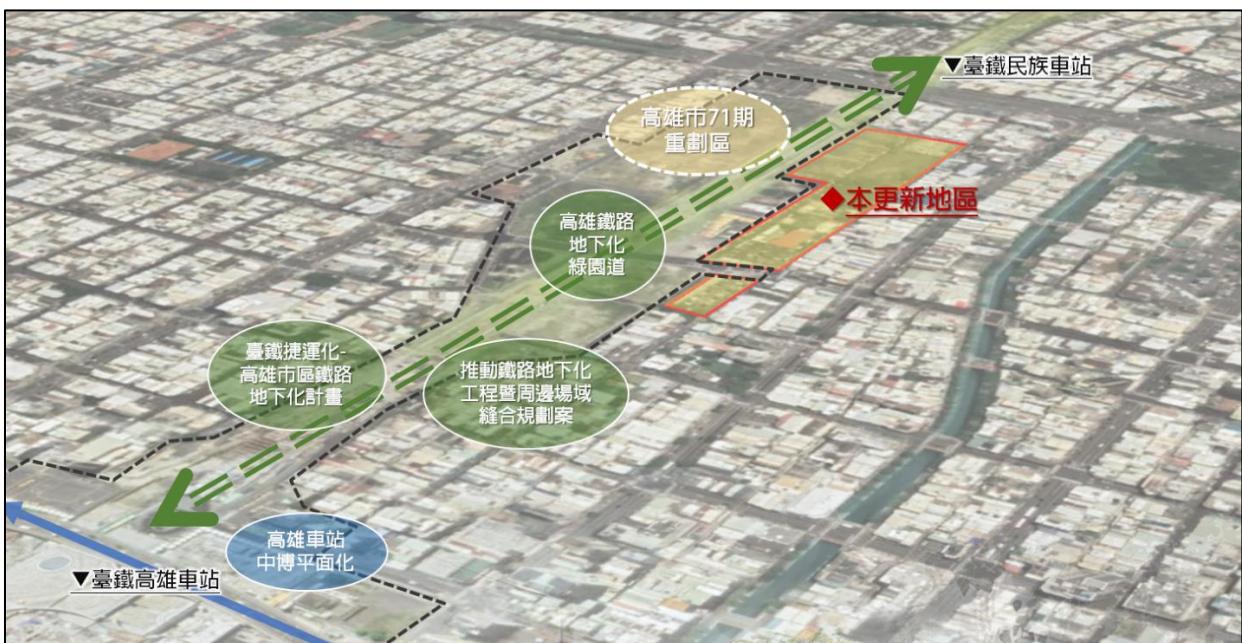 ▼臺鐵民族車站
高雄市71期
重劃區
◆本更新地區
高雄鐵路
地下化
綠園道
臺鐵捷運化-
高雄市區鐵路
地下化計畫
推動鐵路地下化
工程暨周邊場域
縫合規劃案
高雄車站
中博平面化
▼臺鐵高雄車站